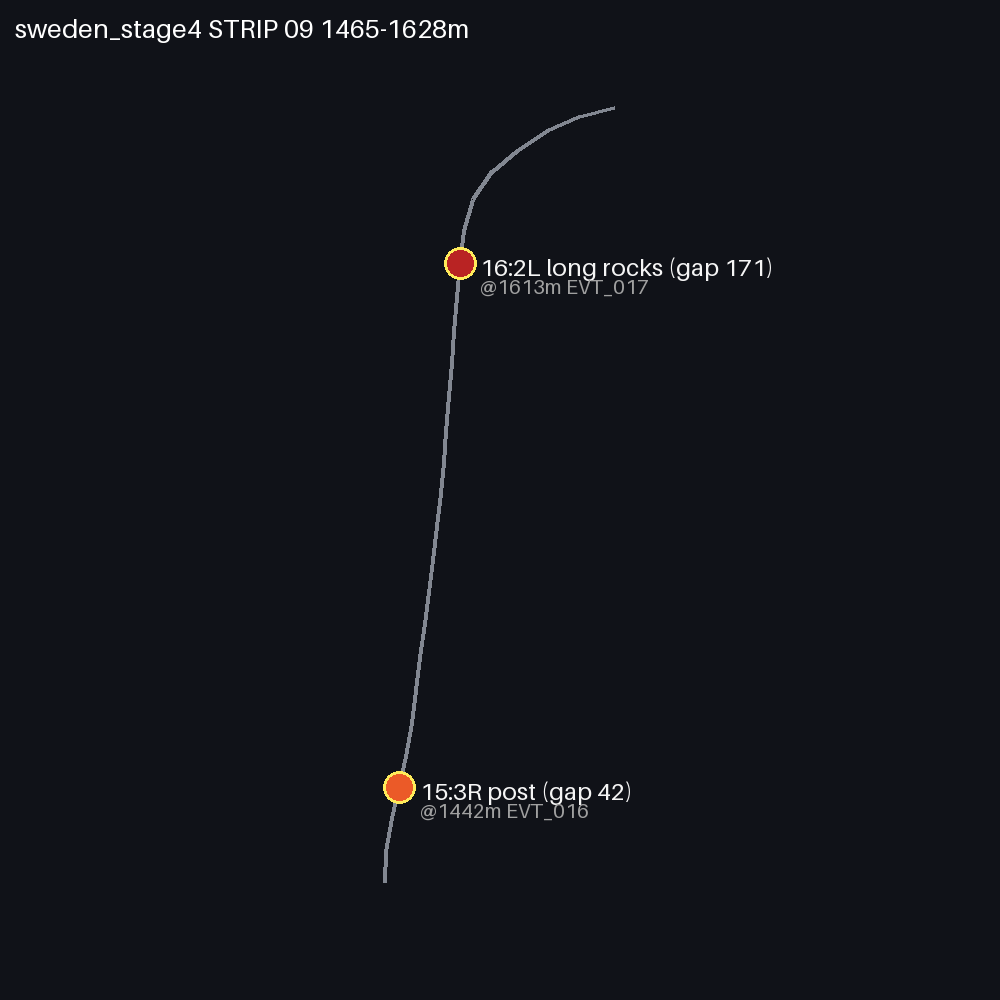 sweden_stage4 STRIP 09 1465-1628m
16:2L long rocks (gap 171)
@1613m EVT_017
15:3R post (gap 42)
@1442m EVT_016